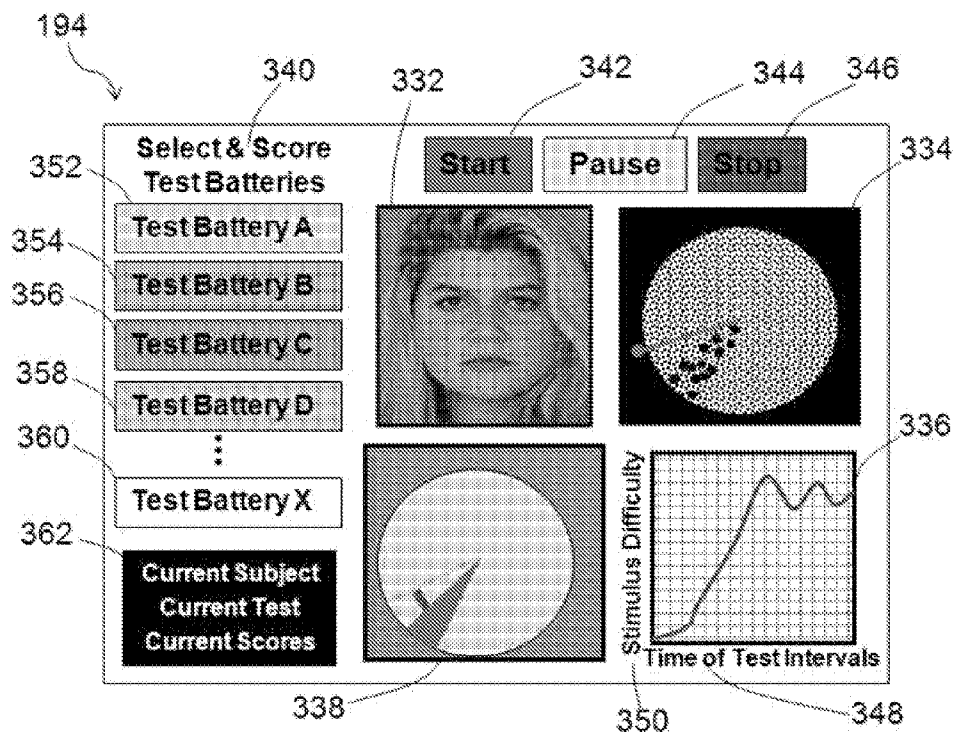 194
340
332
342
344
346
334
Select & Score
Test Batteries
Start
Pause
Stop
352
Test Battery A
354
Test Battery B
356
Test Battery C
358
Test Battery D
360
Test Battery X
336
362
Current Subject
Current Test
Current Scores
Stimulus Difficulty
Time of Test Intervals
338
350
348